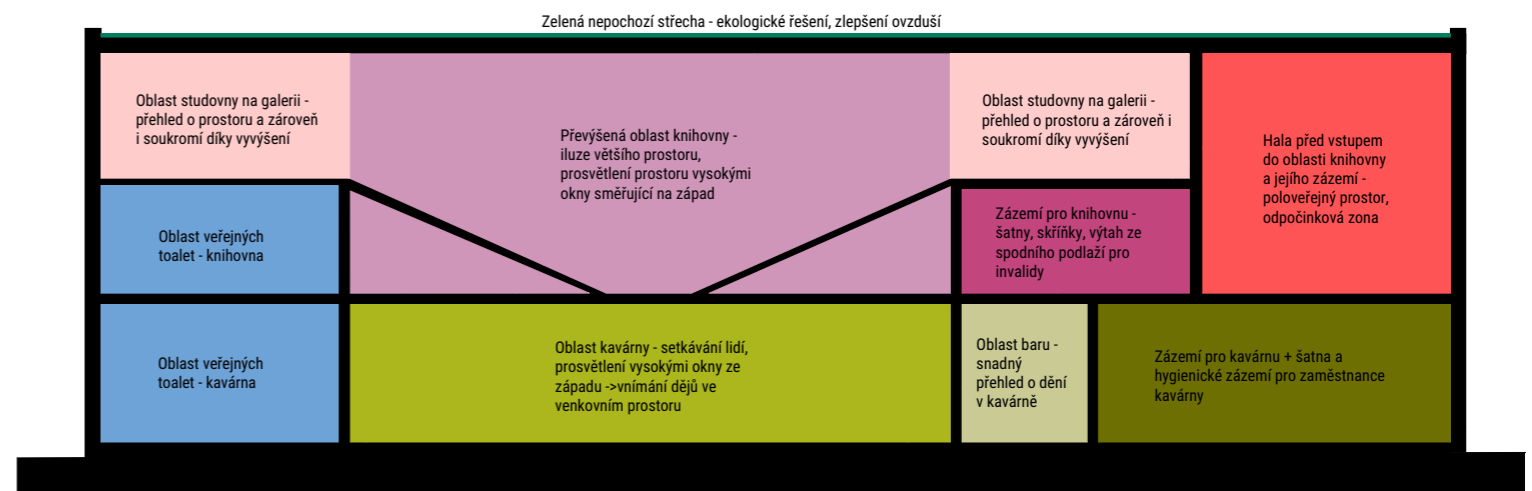 Zelená nepochozí střecha - ekologické řešení, zlepšení ovzduší
Oblast studovny na galerii -
přehled o prostoru a zároveň
i soukromí díky vyvýšení
Převýšená oblast knihovny -
iluze většího prostoru,
prosvětlení prostoru vysokými
okny směřující na západ
Oblast studovny na galerii -
přehled o prostoru a zároveň i
soukromí díky vyvýšení
Hala před vstupem
do oblasti knihovny
a jejího zázemí -
poloveřejný prostor,
odpočinková zona
Oblast veřejných
toalet - knihovna
Zázemí pro knihovnu -
šatny, skříňky, výtah ze
spodního podlaží pro
invalidy
Oblast veřejných
toalet - kavárna
Oblast kavárny - setkávání lidí,
prosvětlení vysokými okny ze
západu ->vnímání dějů ve
venkovním prostoru
Oblast baru -
snadný
přehled o dění
v kavárně
Zázemí pro kavárnu + šatna a
hygienické zázemí pro zaměstnance
kavárny